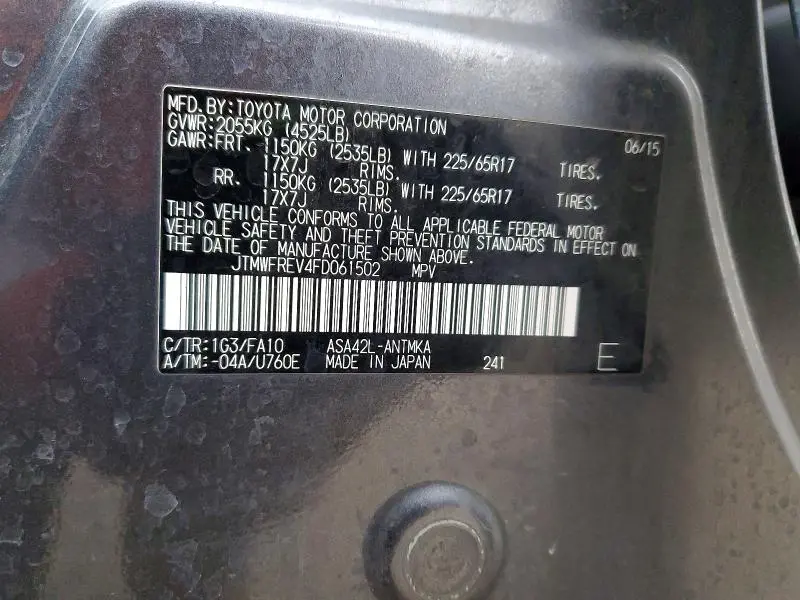 MFD.BY:TOYOTA MOTOR CORPORATION 06/15
GVWR:2055KG (4525LB)
GAWR:FRT. 1150KG (2535LB) WITH 225/65R17 TIRES,
17X7J RIMS.
RR. 1150KG (2535LB) WITH 225/65R17 TIRES,
17X7J RIMS.
THIS VEHICLE CONFORMS TO ALL APPLICABLE FEDERAL MOTOR
VEHICLE SAFETY AND THEFT PREVENTION STANDARDS IN EFFECT ON
THE DATE OF MANUFACTURE SHOWN ABOVE.
JTMWFREV4FD061502 MPV
C/TR:1G3/FA10 ASA42L-ANTMKA
A/TM:-04A/U760E MADE IN JAPAN 241 E